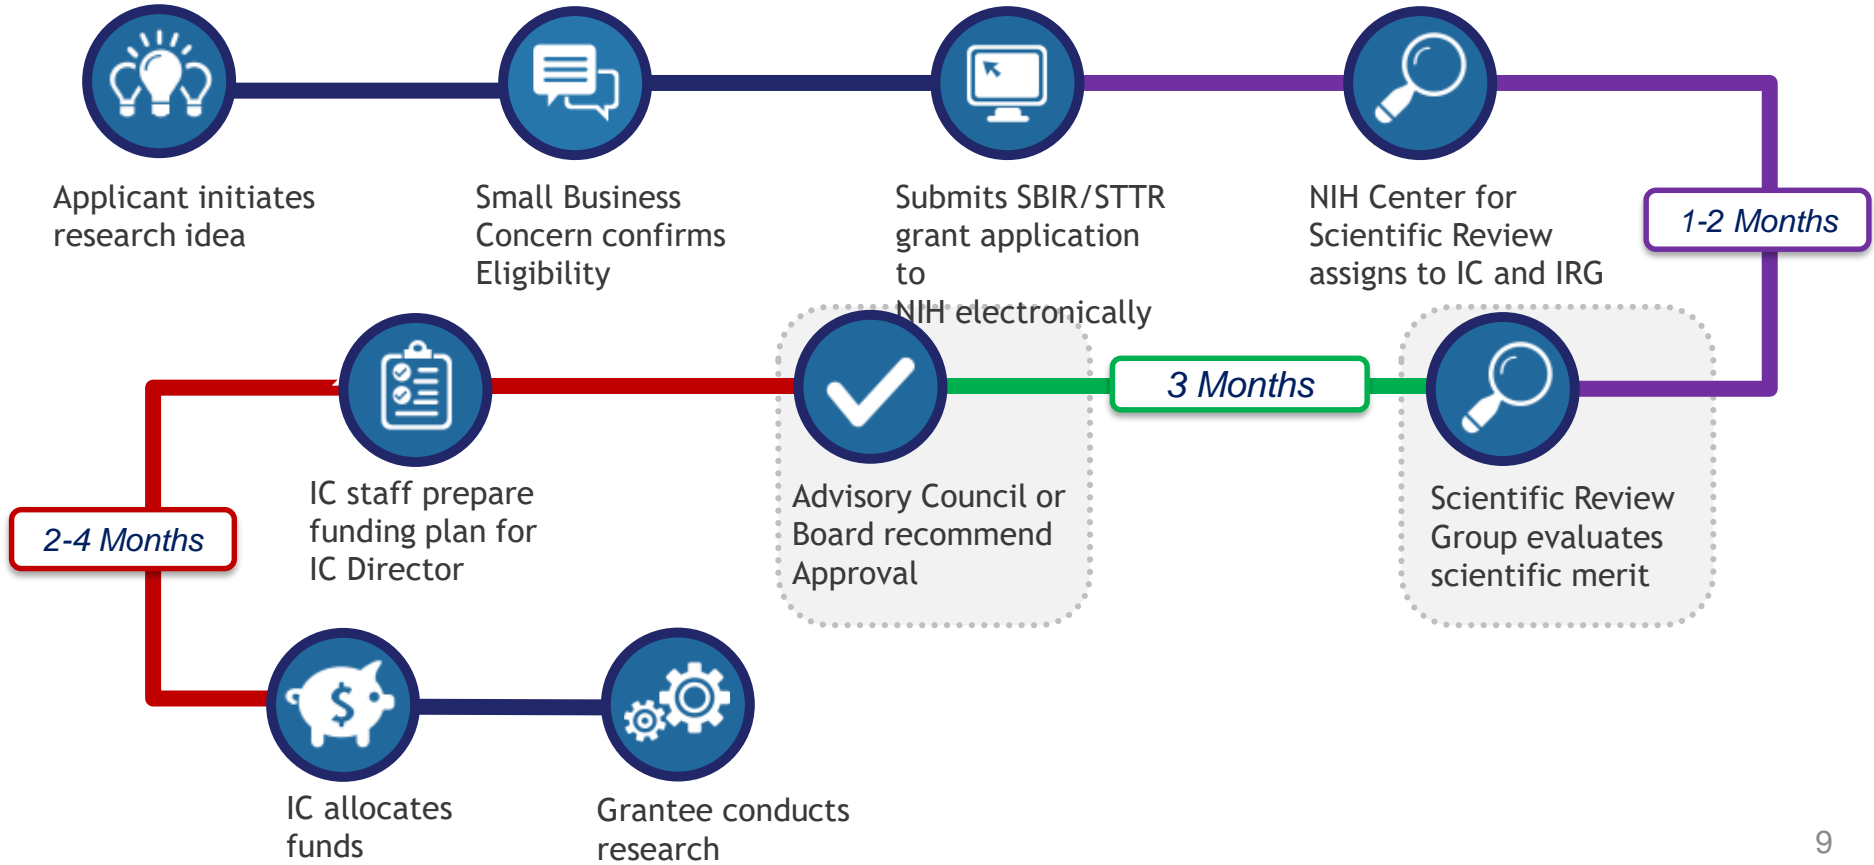 Applicant initiates
research idea
Small Business
Concern confirms
Eligibility
Submits SBIR/STTR
grant application
to
NIH electronically
NIH Center for
Scientific Review
assigns to IC and IRG
1-2 Months
Scientific Review
Group evaluates
scientific merit
3 Months
Advisory Council or
Board recommend
Approval
IC staff prepare
funding plan for
IC Director
2-4 Months
$
IC allocates
funds
Grantee conducts
research
9